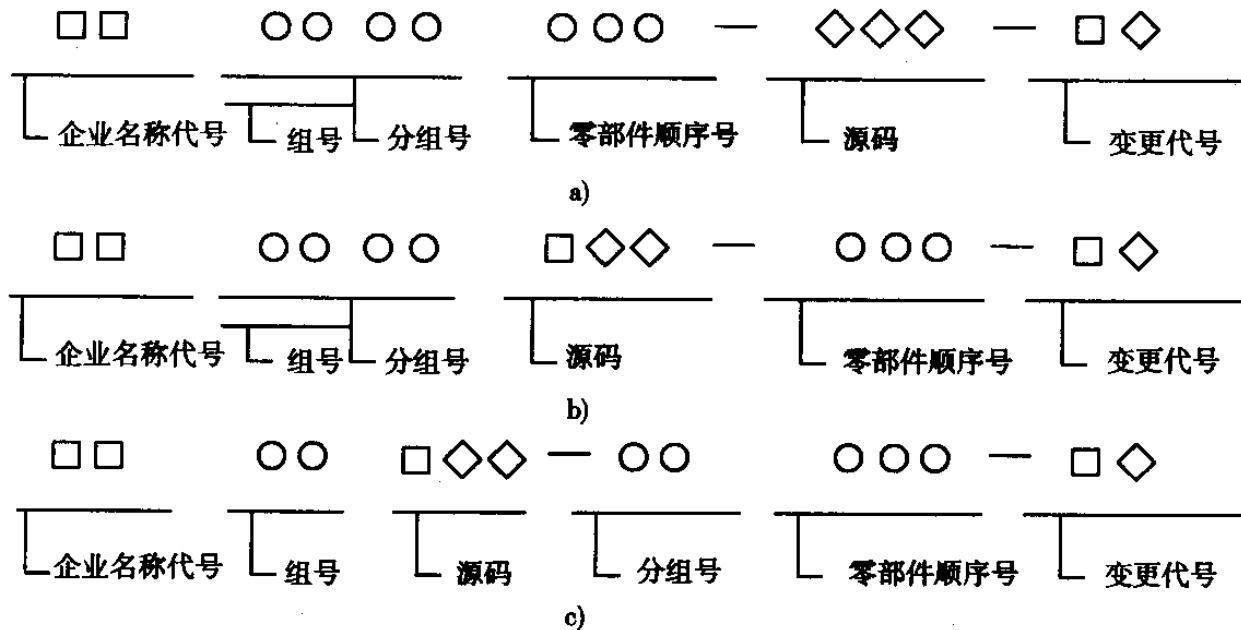 □□ ○○ ○○ ○○○ — ◇◇◇ — □◇
企业名称代号 组号 分组号 零部件顺序号 源码 变更代号
a)
□□ ○○ ○○ □◇◇ — ○○○ — □◇
企业名称代号 组号 分组号 源码 零部件顺序号 变更代号
b)
□□ ○○ □◇◇ — ○○ ○○○ — □◇
企业名称代号 组号 源码 分组号 零部件顺序号 变更代号
c)